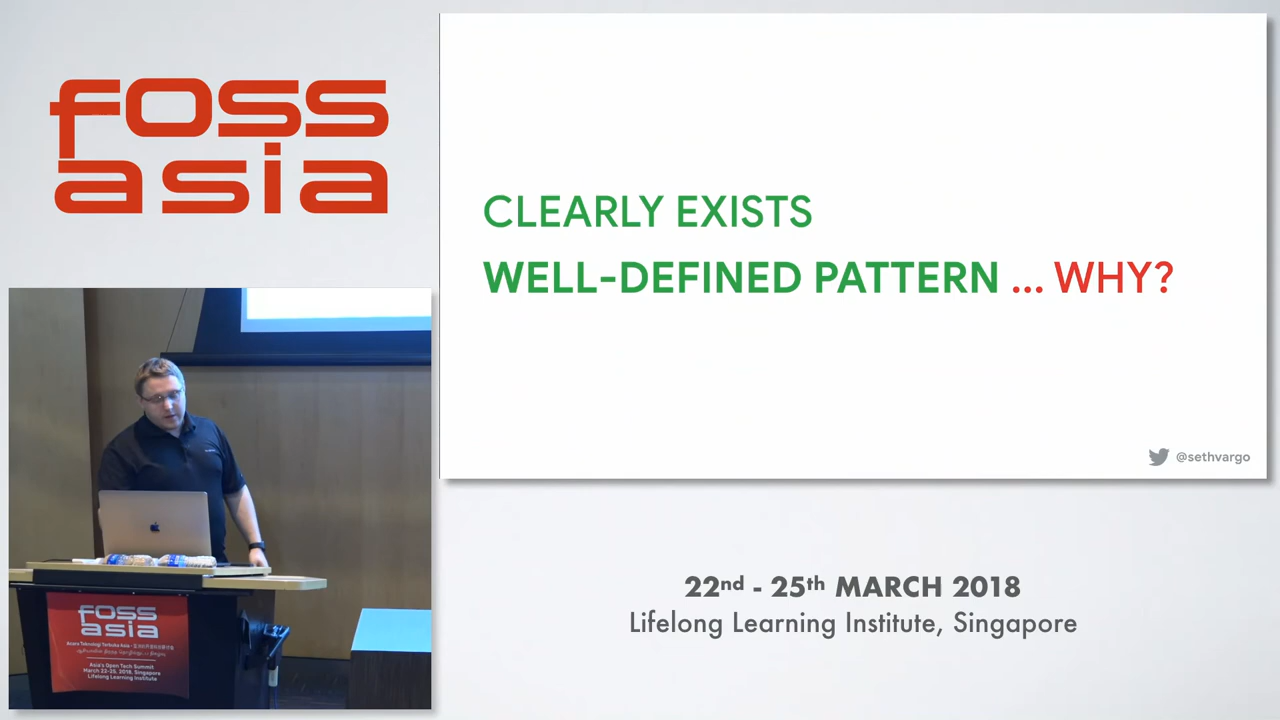 foss
asia
CLEARLY EXISTS
WELL-DEFINED PATTERN ... WHY?
@sethvargo
22nd - 25th MARCH 2018
Lifelong Learning Institute, Singapore
foss
asia
Asia's Open Tech Summit
March 22-25, 2018, Singapore
Lifelong Learning Institute